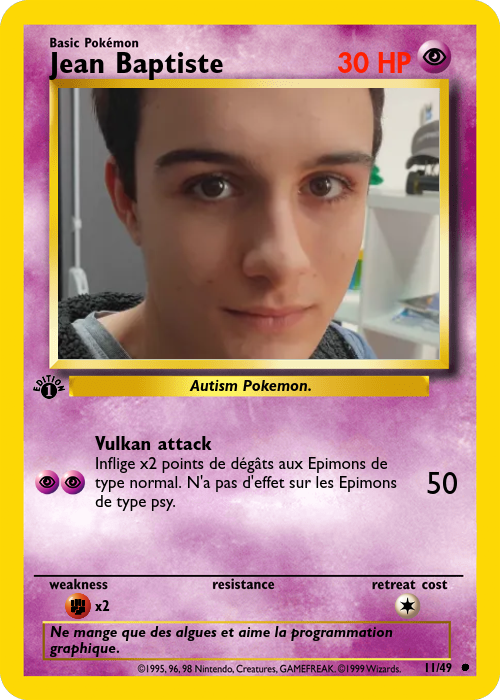 Basic Pokémon
Jean Baptiste
30 HP
EDITION
1
Autism Pokemon.
Vulkan attack
Inflige x2 points de dégâts aux Epimons de
type normal. N'a pas d'effet sur les Epimons
de type psy.
50
weakness
resistance
retreat cost
x2
Ne mange que des algues et aime la programmation
graphique.
©1995, 96, 98 Nintendo, Creatures, GAMEFREAK. ©1999 Wizards.
11/49